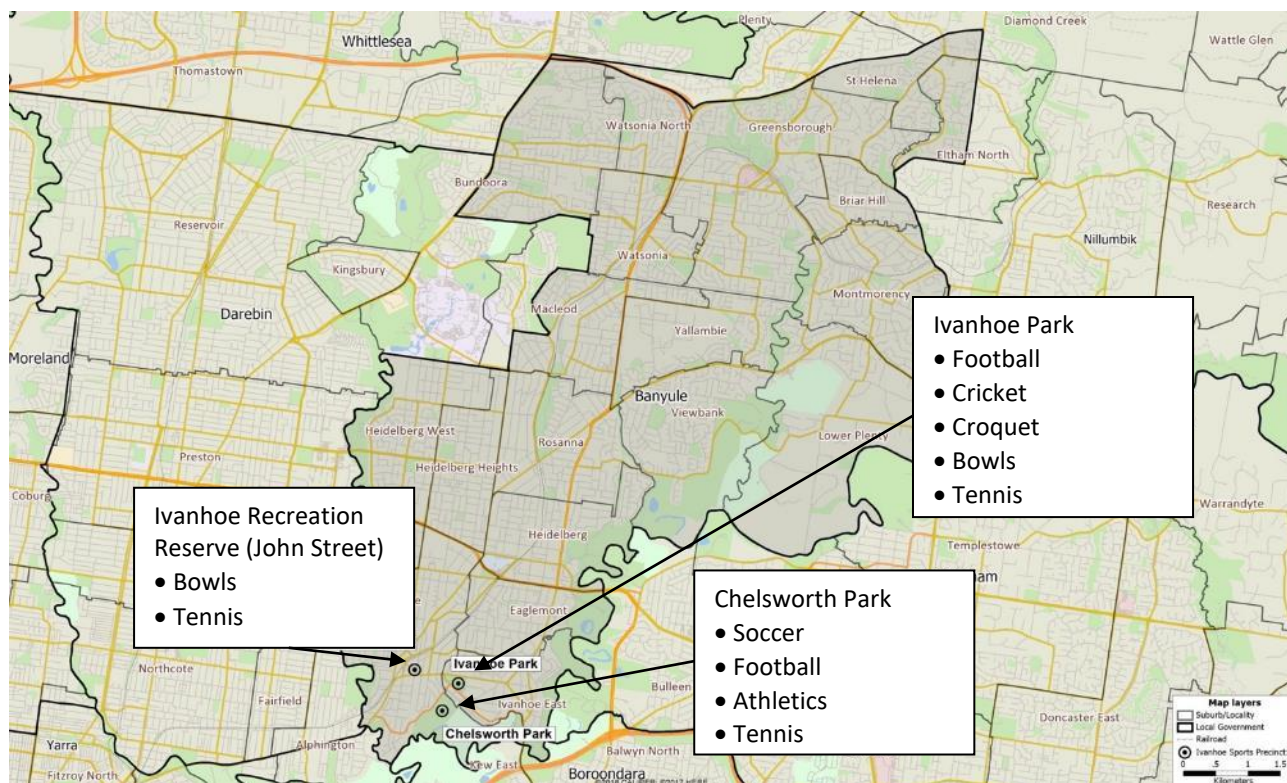 Plenty
Diamond Creek
Wattle Glen
Whittlesea
Thomastown
St Helena
Watsonia North
Greensborough
Eltham North
Bundoora
Briar Hill
Research
Reservoir
Nillumbik
Watsonia
Kingsbury
Montmorency
Macleod
Darebin
Yallambie
Moreland
Banyule
Viewbank
Heidelberg West
Rosanna
Lower Plenty
Preston
Heidelberg Heights
Coburg
Warrandyte
Heidelberg
Templestowe
Eaglemont
Northcote
Fairfield
Ivanhoe East
Bulleen
Doncaster East
Alphington
Yarra
Kew East
Balwyn North
Fitzroy North
Boroondara
Ivanhoe Park
• Football
• Cricket
• Croquet
• Bowls
• Tennis
Ivanhoe Recreation
Reserve (John Street)
• Bowls
• Tennis
Chelsworth Park
• Soccer
• Football
• Athletics
• Tennis
Ivanhoe Park
Chelsworth Park
Map layers
Suburb/Locality
Local Government
Railroad
Ivanhoe Sports Precinct
0 .5 1 1.
Kilometers